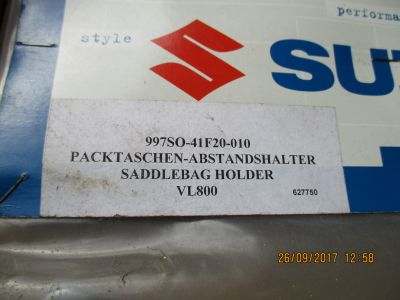 performa
style
SU
997SO-41F20-010
PACKTASCHEN-ABSTANDSHALTER
SADDLEBAG HOLDER
VL800
627750
26/09/2017 12:58